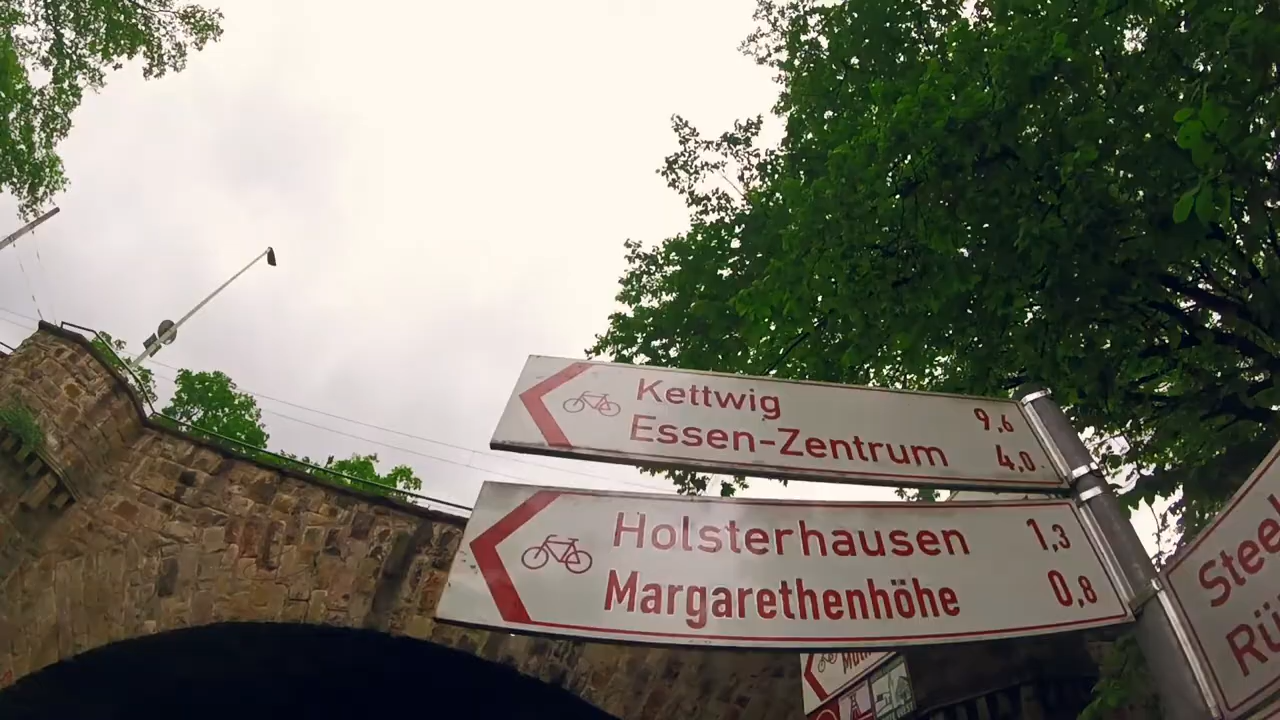 Kettwig 9,6
Essen-Zentrum 4,0
Holsterhausen 1,3
Margarethenhöhe 0,8